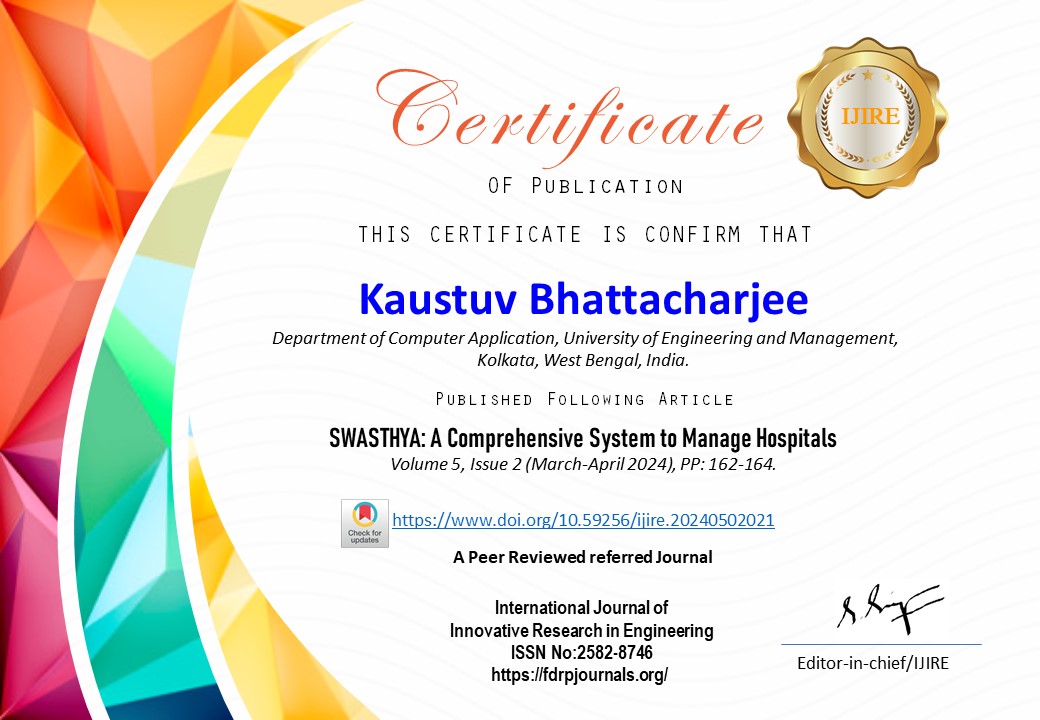 Certificate
IJIRE
OF PUBLICATION
THIS CERTIFICATE IS CONFIRM THAT
Kaustuv Bhattacharjee
Department of Computer Application, University of Engineering and Management,
Kolkata, West Bengal, India.
PUBLISHED FOLLOWING ARTICLE
SWASTHYA: A Comprehensive System to Manage Hospitals
Volume 5, Issue 2 (March-April 2024), PP: 162-164.
Check for
updates
https://www.doi.org/10.59256/ijire.20240502021
A Peer Reviewed referred Journal
International Journal of
Innovative Research in Engineering
ISSN No:2582-8746
https://fdrpjournals.org/
Editor-in-chief/IJIRE